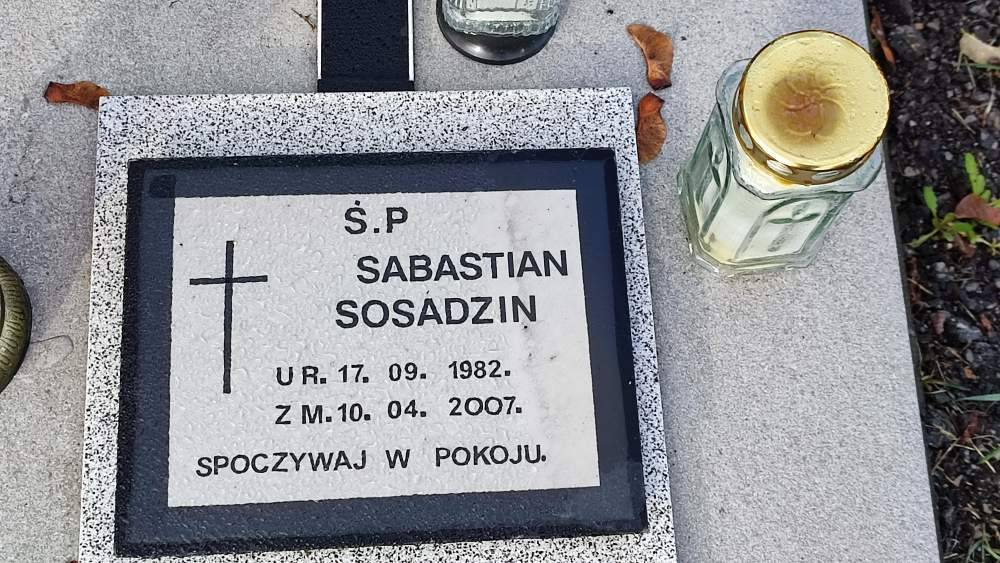 Ś.P
SABASTIAN
SOSADZIN
UR. 17. 09. 1982.
ZM. 10. 04. 2007.
SPOCZYWAJ W POKOJU.